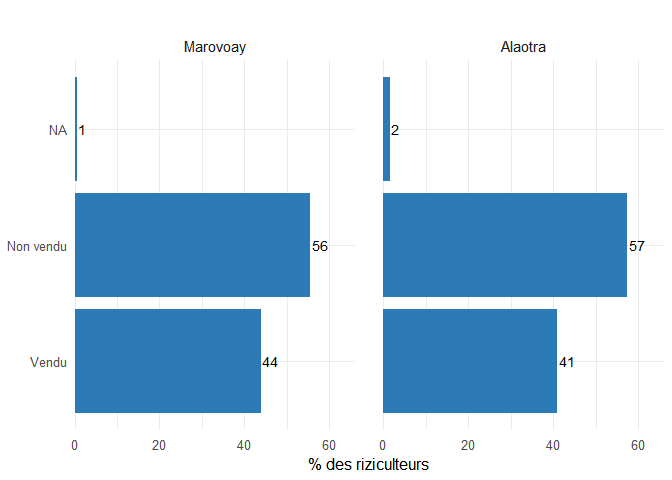 Marovoay
Alaotra
NA
1
2
Non vendu
56
57
Vendu
44
41
0 20 40 60
0 20 40 60
% des riziculteurs